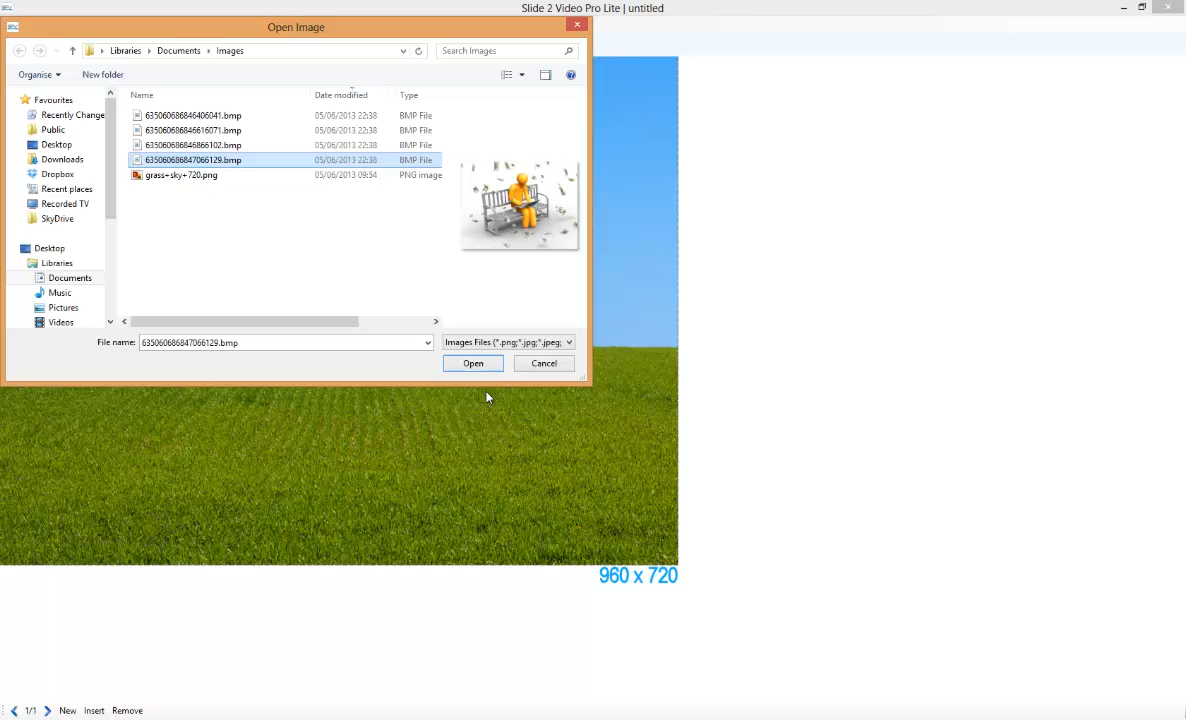 Slide 2 Video Pro Lite | untitled
Open Image
Libraries Documents Images
Search Images
Organise New folder
Name Date modified Type
Favourites
Recently Change
Public
Desktop
Downloads
Dropbox
Recent places
Recorded TV
SkyDrive
Desktop
Libraries
Documents
Music
Pictures
Videos
635060686846406041.bmp 05/06/2013 22:38 BMP File
635060686846616071.bmp 05/06/2013 22:38 BMP File
635060686846866102.bmp 05/06/2013 22:38 BMP File
635060686847066129.bmp 05/06/2013 22:38 BMP File
grass+sky+720.png 05/06/2013 09:54 PNG image
File name: 635060686847066129.bmp Images Files (*.png;*.jpg;*.jpeg;
Open Cancel
960 x 720
1/1 New Insert Remove